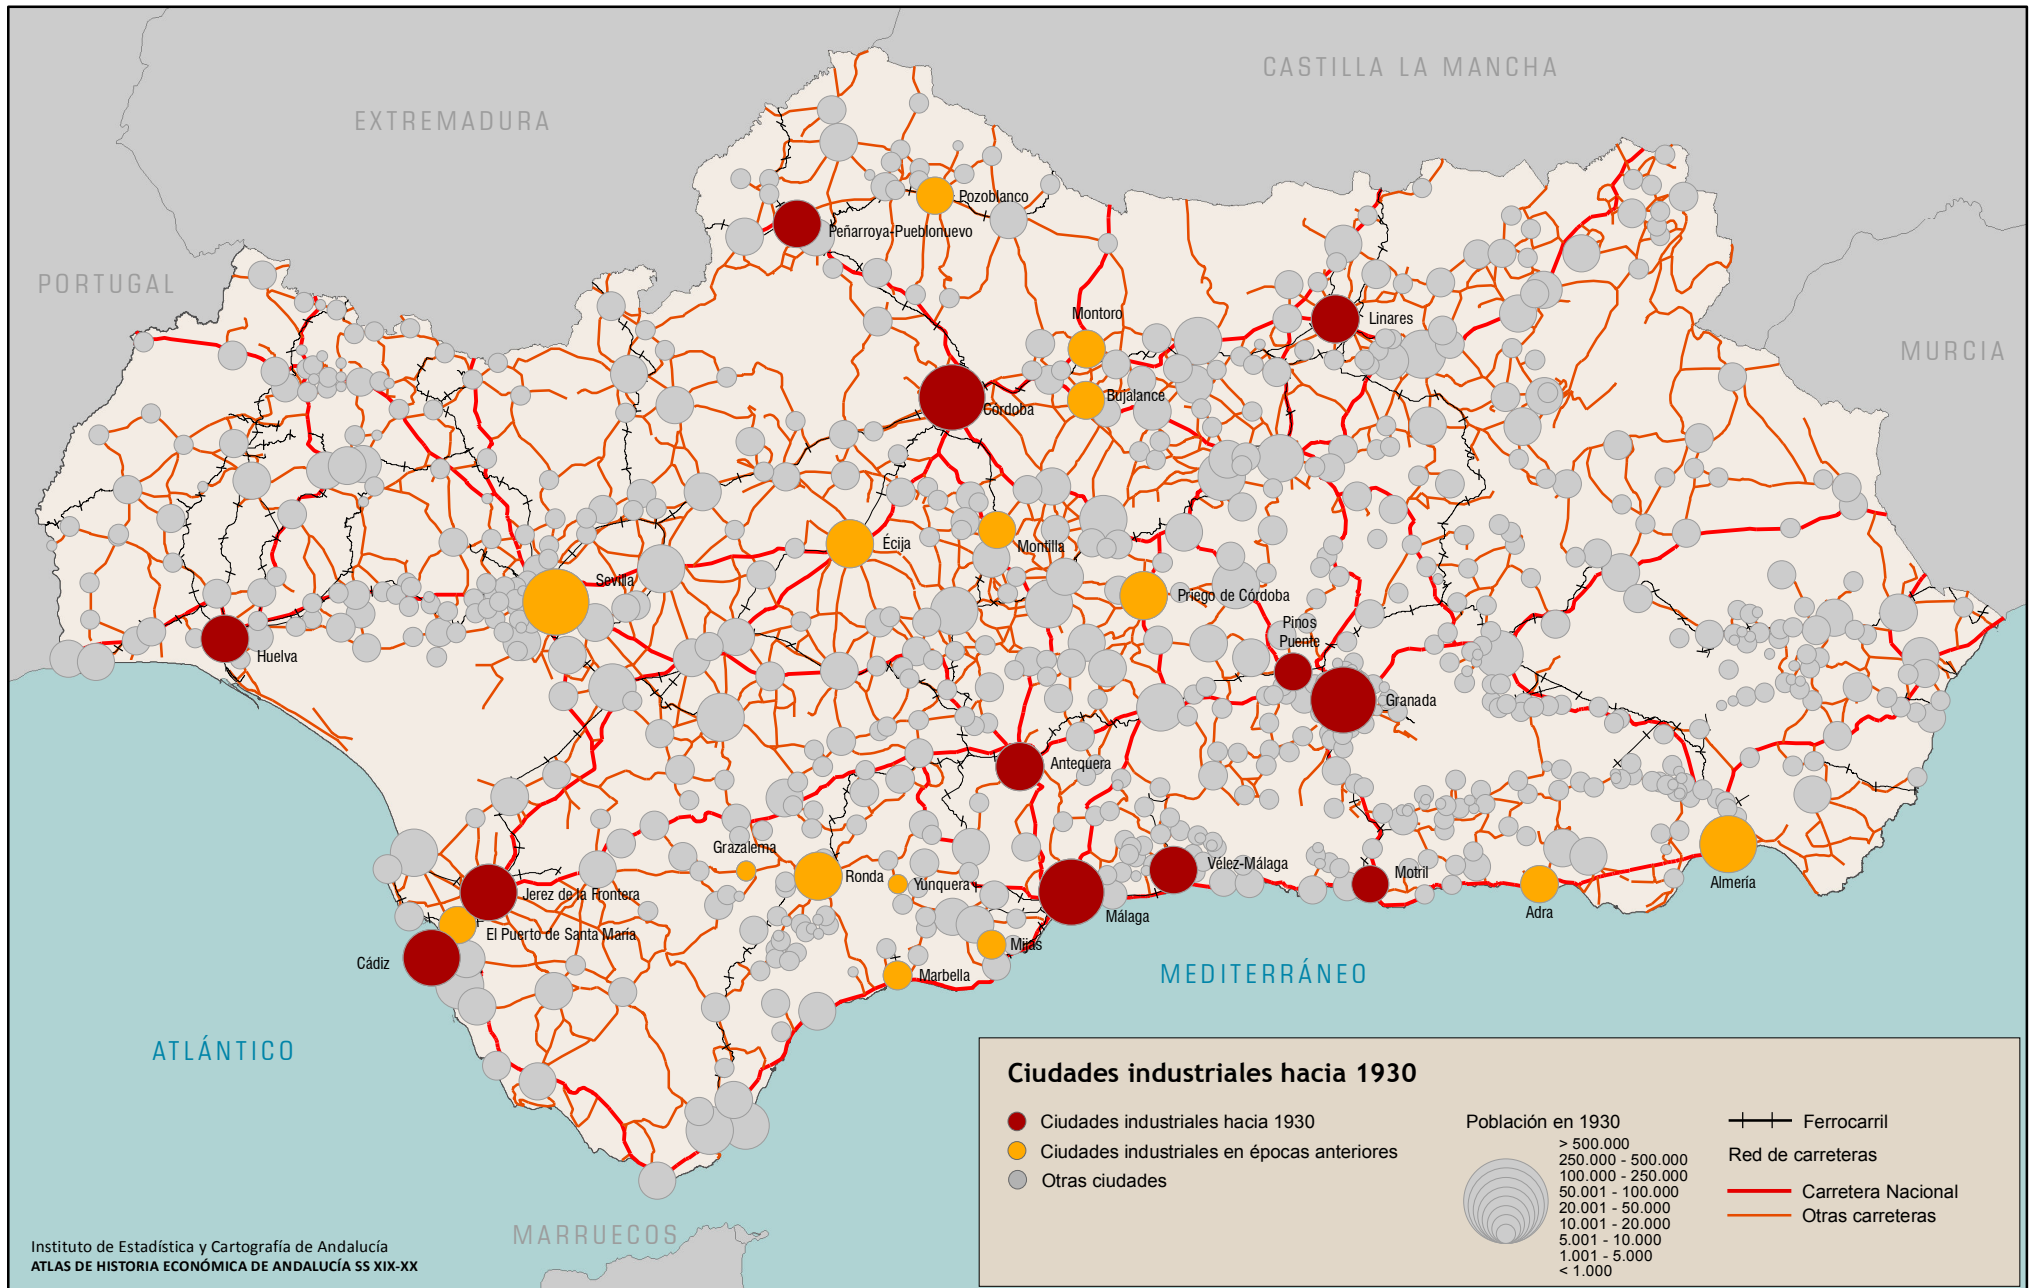 CASTILLA LA MANCHA
EXTREMADURA
Pozoblanco
Peñarroya-Pueblonuevo
PORTUGAL
Montoro
Linares
MURCIA
Bujalance
Córdoba
Écija
Montilla
Sevilla
Priego de Córdoba
Pinos
Puente
Huelva
Granada
Antequera
Grazalema
Ronda
Yunquera
Vélez-Málaga
Motril
Almería
Jerez de la Frontera
Adra
Málaga
El Puerto de Santa María
Mijas
Cádiz
Marbella
MEDITERRÁNEO
ATLÁNTICO
MARRUECOS
Ciudades industriales hacia 1930
Ciudades industriales hacia 1930
Ciudades industriales en épocas anteriores
Otras ciudades
Población en 1930
> 500.000
250.000 - 500.000
100.000 - 250.000
50.001 - 100.000
20.001 - 50.000
10.001 - 20.000
5.001 - 10.000
1.001 - 5.000
< 1.000
Ferrocarril
Red de carreteras
Carretera Nacional
Otras carreteras
Instituto de Estadística y Cartografía de Andalucía
ATLAS DE HISTORIA ECONÓMICA DE ANDALUCÍA SS XIX-XX